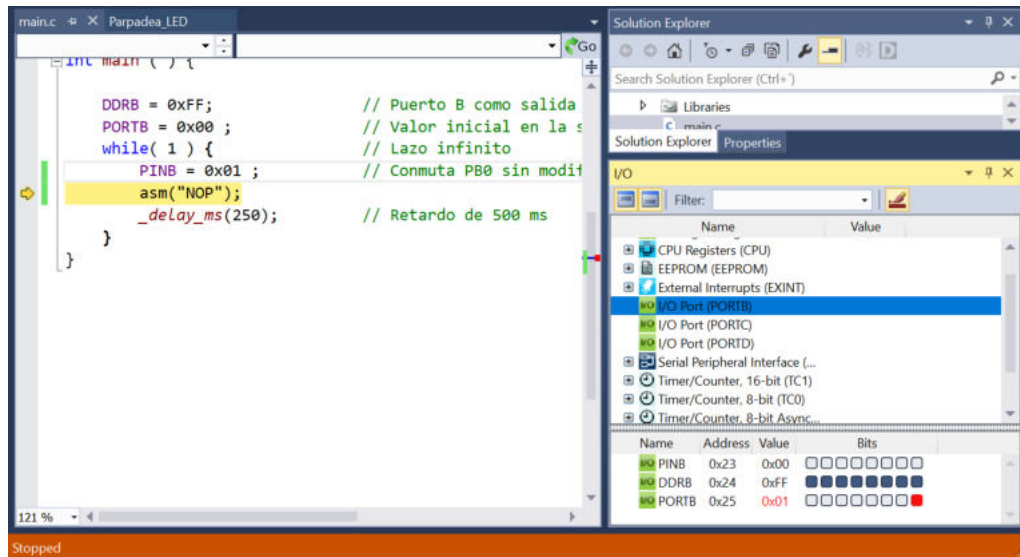 main.c Parpadea_LED
Go
int main ( ) {
DDRB = 0xFF; // Puerto B como salida
PORTB = 0x00 ; // Valor inicial en la s
while( 1 ) { // Lazo infinito
PINB = 0x01 ; // Conmuta PB0 sin modif
asm("NOP");
_delay_ms(250); // Retardo de 500 ms
}
}
121 %
Stopped
Solution Explorer
Search Solution Explorer (Ctrl+´)
Libraries
main.c
Solution Explorer Properties
I/O
Filter:
Name Value
CPU Registers (CPU)
EEPROM (EEPROM)
External Interrupts (EXINT)
I/O Port (PORTB)
I/O Port (PORTC)
I/O Port (PORTD)
Serial Peripheral Interface (...
Timer/Counter, 16-bit (TC1)
Timer/Counter, 8-bit (TC0)
Timer/Counter, 8-bit Async...
Name Address Value Bits
PINB 0x23 0x00
DDRB 0x24 0xFF
PORTB 0x25 0x01